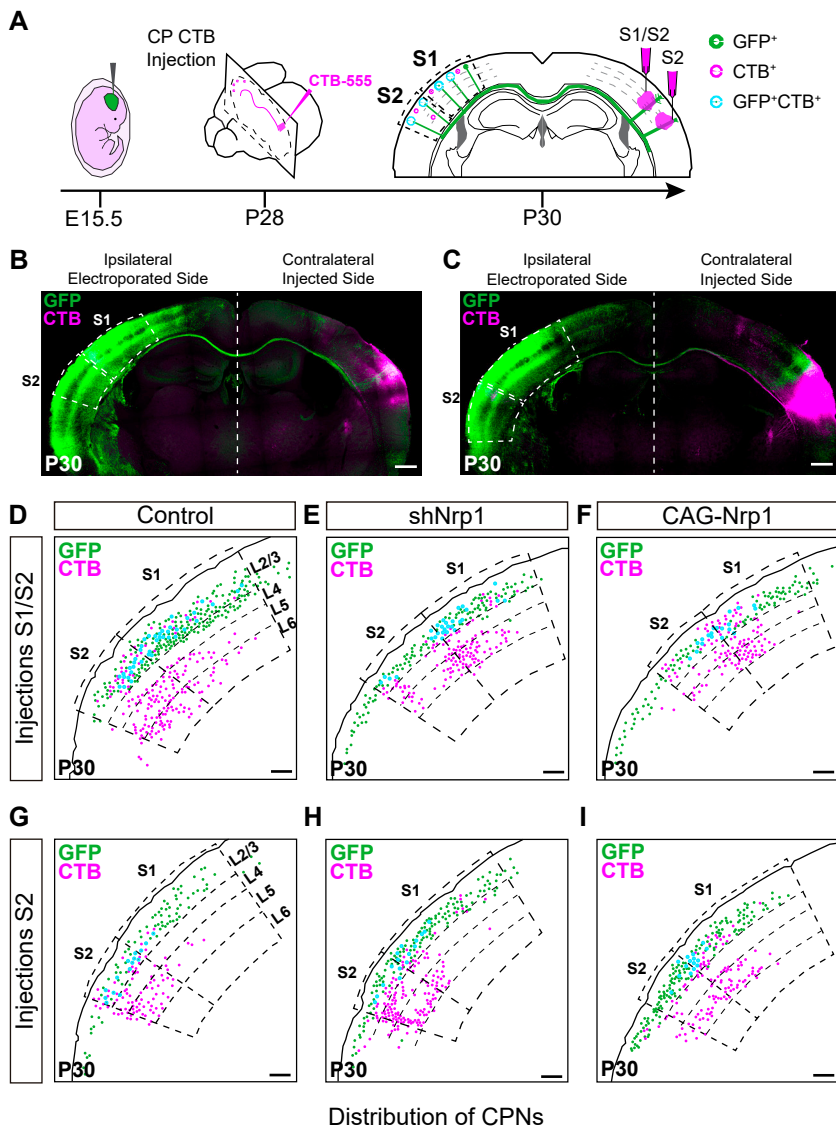 A
CP CTB
Injection
CTB-555
S1
S2
S1/S2
S2
GFP+
CTB+
GFP+CTB+
E15.5
P28
P30
B
Ipsilateral
Electroporated Side
Contralateral
Injected Side
GFP
CTB
S1
S2
P30
C
Ipsilateral
Electroporated Side
Contralateral
Injected Side
GFP
CTB
S1
S2
P30
Control
shNrp1
CAG-Nrp1
Injections S1/S2
D
GFP
CTB
S1
S2
L2/3
L4
L5
L6
P30
E
GFP
CTB
S1
S2
P30
F
GFP
CTB
S1
S2
P30
Injections S2
G
GFP
CTB
S1
S2
L2/3
L4
L5
L6
P30
H
GFP
CTB
S1
S2
P30
I
GFP
CTB
S1
S2
P30
Distribution of CPNs